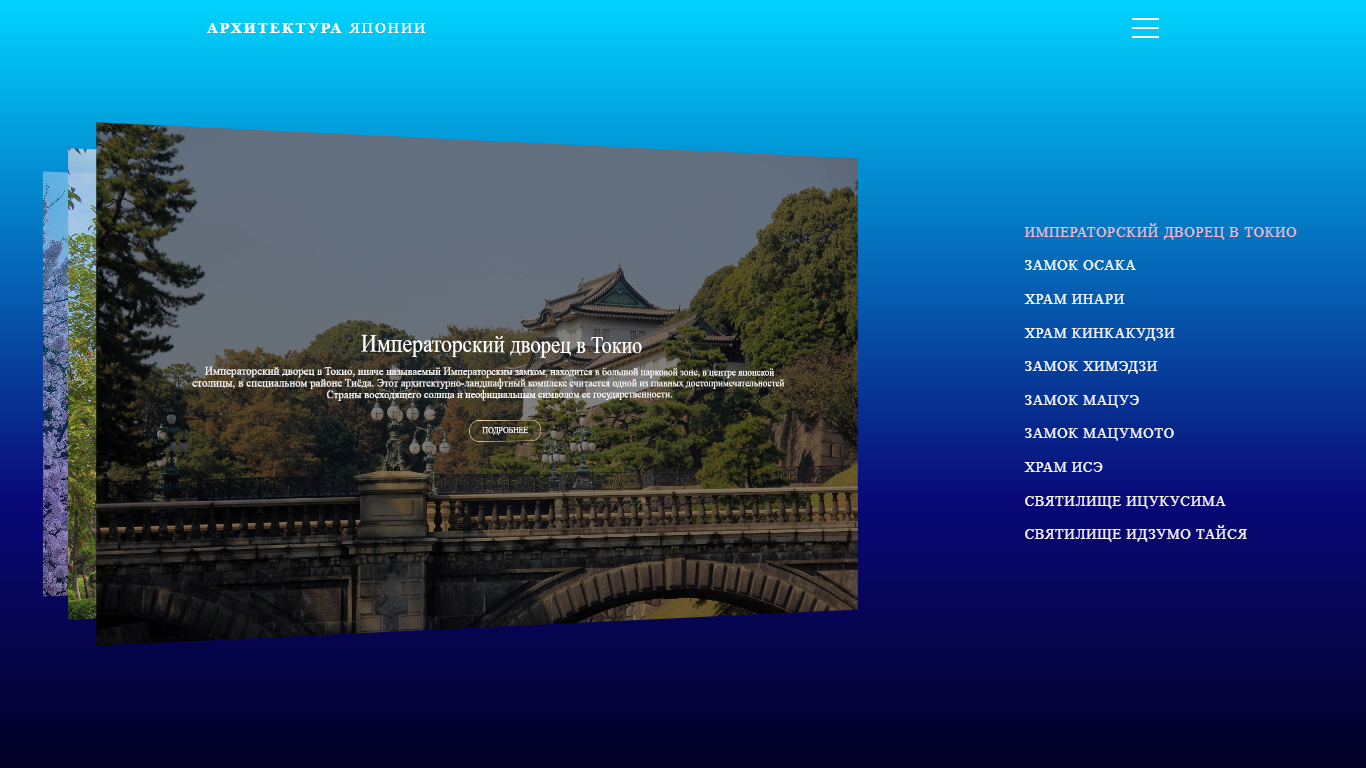 АРХИТЕКТУРА ЯПОНИИ
Императорский дворец в Токио
Императорский дворец в Токио, иначе называемый Императорским замком, находится в большой парковой зоне, в центре японской
столицы, в специальном районе Тиёда. Этот архитектурно-ландшафтный комплекс считается одной из главных достопримечательностей
Страны восходящего солнца и неофициальным символом ее государственности.
ПОДРОБНЕЕ
ИМПЕРАТОРСКИЙ ДВОРЕЦ В ТОКИО
ЗАМОК ОСАКА
ХРАМ ИНАРИ
ХРАМ КИНКАКУДЗИ
ЗАМОК ХИМЭДЗИ
ЗАМОК МАЦУЭ
ЗАМОК МАЦУМОТО
ХРАМ ИСЭ
СВЯТИЛИЩЕ ИЦУКУСИМА
СВЯТИЛИЩЕ ИДЗУМО ТАЙСЯ